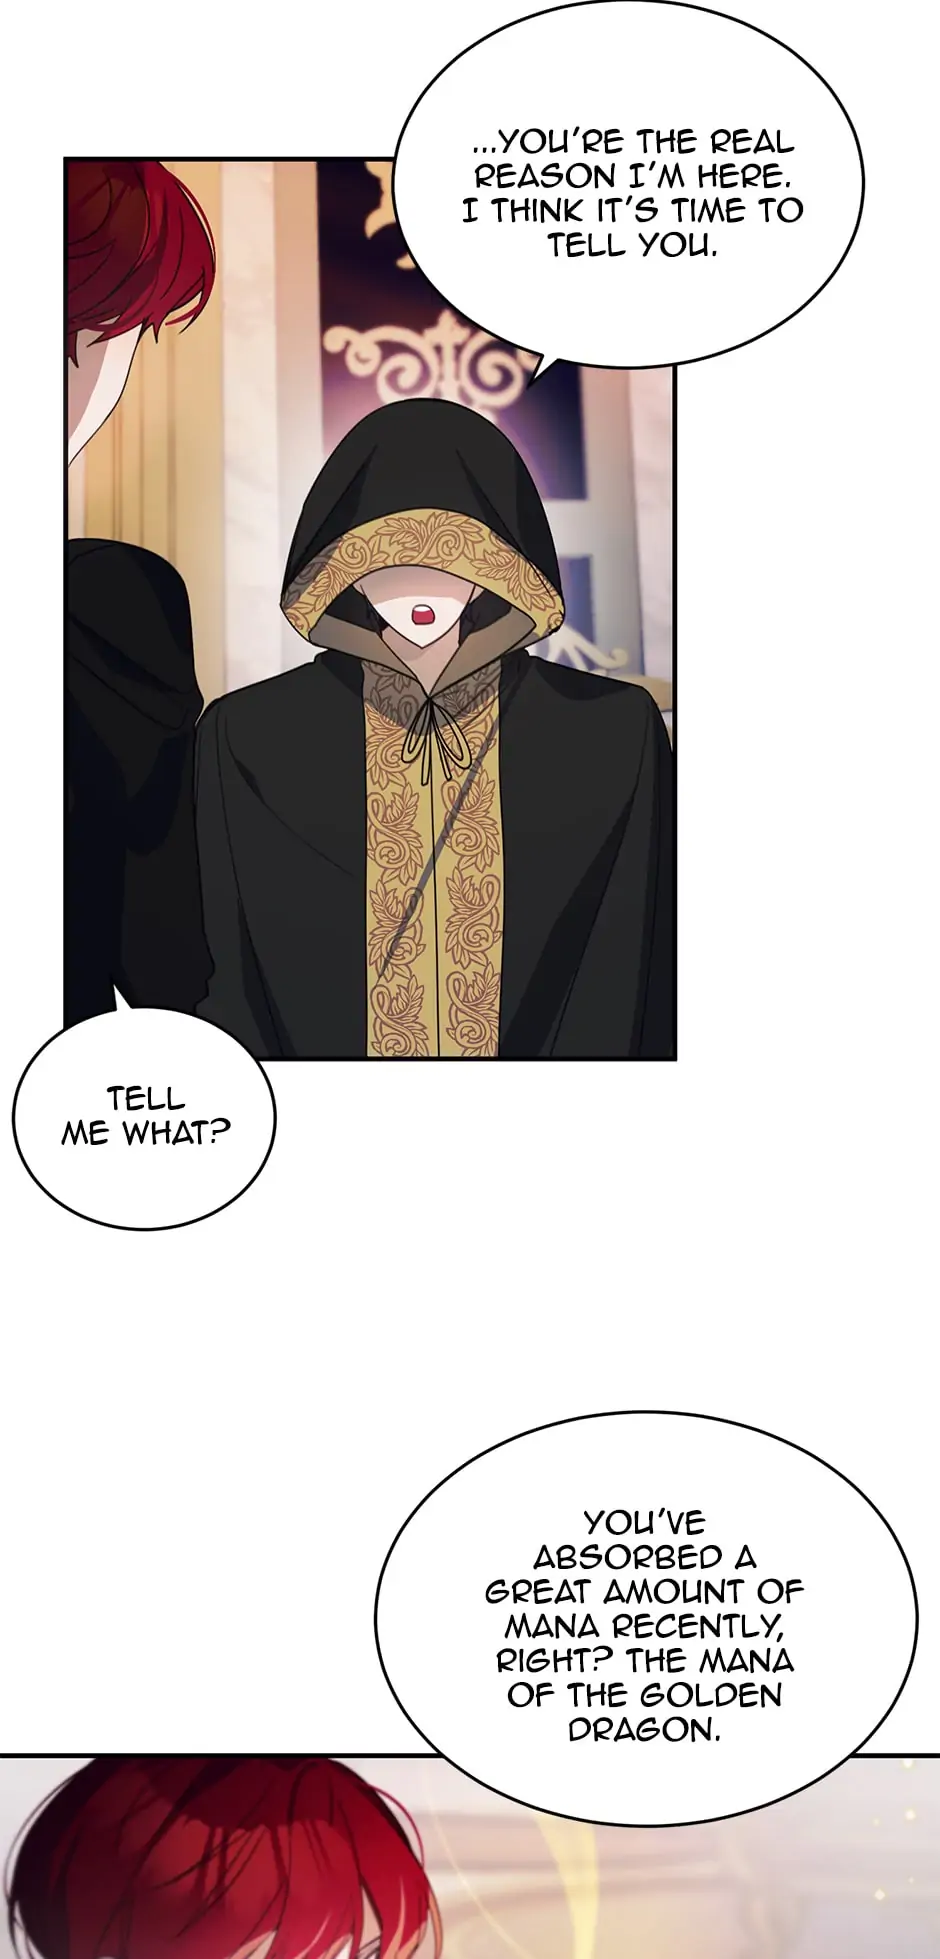 ...YOU'RE THE REAL
REASON I'M HERE.
I THINK IT'S TIME TO
TELL YOU.
TELL
ME WHAT?
YOU'VE
ABSORBED A
GREAT AMOUNT OF
MANA RECENTLY,
RIGHT? THE MANA
OF THE GOLDEN
DRAGON.